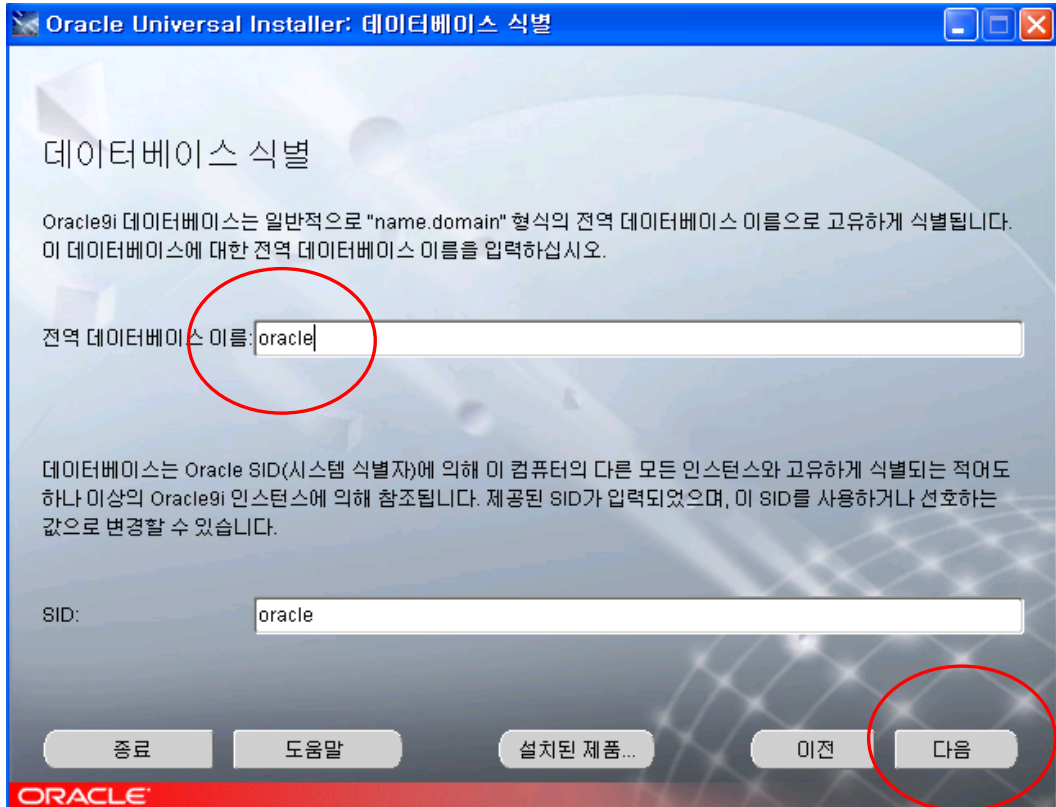 Oracle Universal Installer: 데이터베이스 식별
데이터베이스 식별
Oracle9i 데이터베이스는 일반적으로 "name.domain" 형식의 전역 데이터베이스 이름으로 고유하게 식별됩니다.
이 데이터베이스에 대한 전역 데이터베이스 이름을 입력하십시오.
전역 데이터베이스 이름: oracle
데이터베이스는 Oracle SID(시스템 식별자)에 의해 이 컴퓨터의 다른 모든 인스턴스와 고유하게 식별되는 적어도
하나 이상의 Oracle9i 인스턴스에 의해 참조됩니다. 제공된 SID가 입력되었으며, 이 SID를 사용하거나 선호하는
값으로 변경할 수 있습니다.
SID: oracle
종료 도움말 설치된 제품... 이전 다음
ORACLE